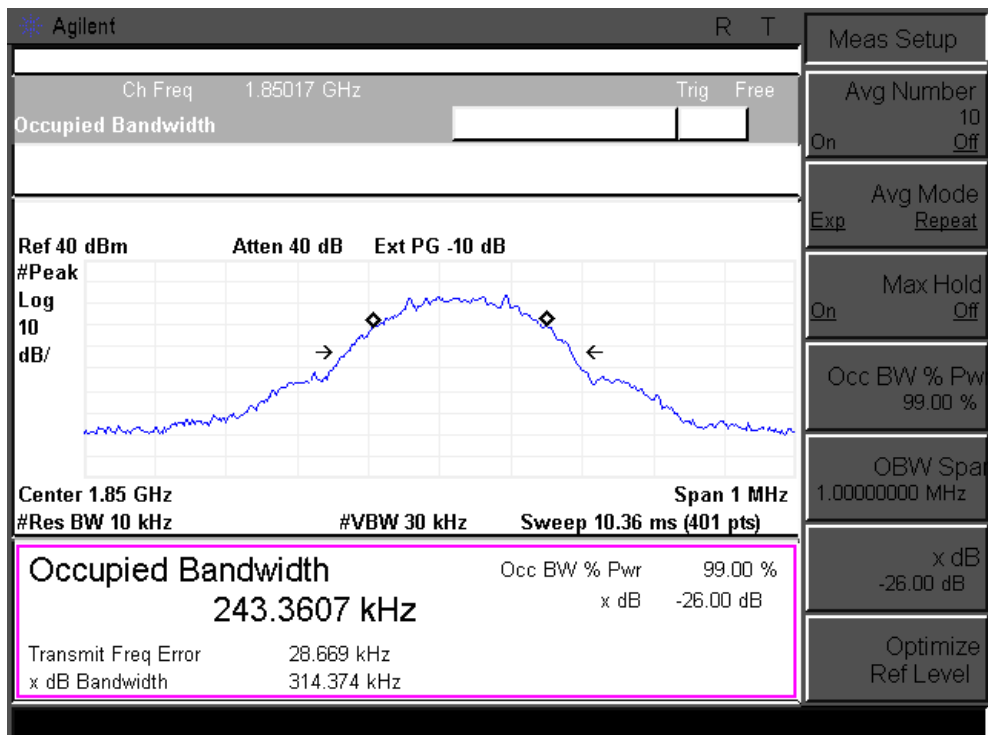 Agilent R T
Ch Freq 1.85017 GHz Trig Free
Occupied Bandwidth
Ref 40 dBm Atten 40 dB Ext PG -10 dB
#Peak
Log
10
dB/
Center 1.85 GHz Span 1 MHz
#Res BW 10 kHz #VBW 30 kHz Sweep 10.36 ms (401 pts)
Occupied Bandwidth
243.3607 kHz
Occ BW % Pwr 99.00 %
x dB -26.00 dB
Transmit Freq Error 28.669 kHz
x dB Bandwidth 314.374 kHz
Meas Setup
Avg Number
10
On Off
Avg Mode
Exp Repeat
Max Hold
On Off
Occ BW % Pw
99.00 %
OBW Spa
1.00000000 MHz
x dB
-26.00 dB
Optimize
Ref Level